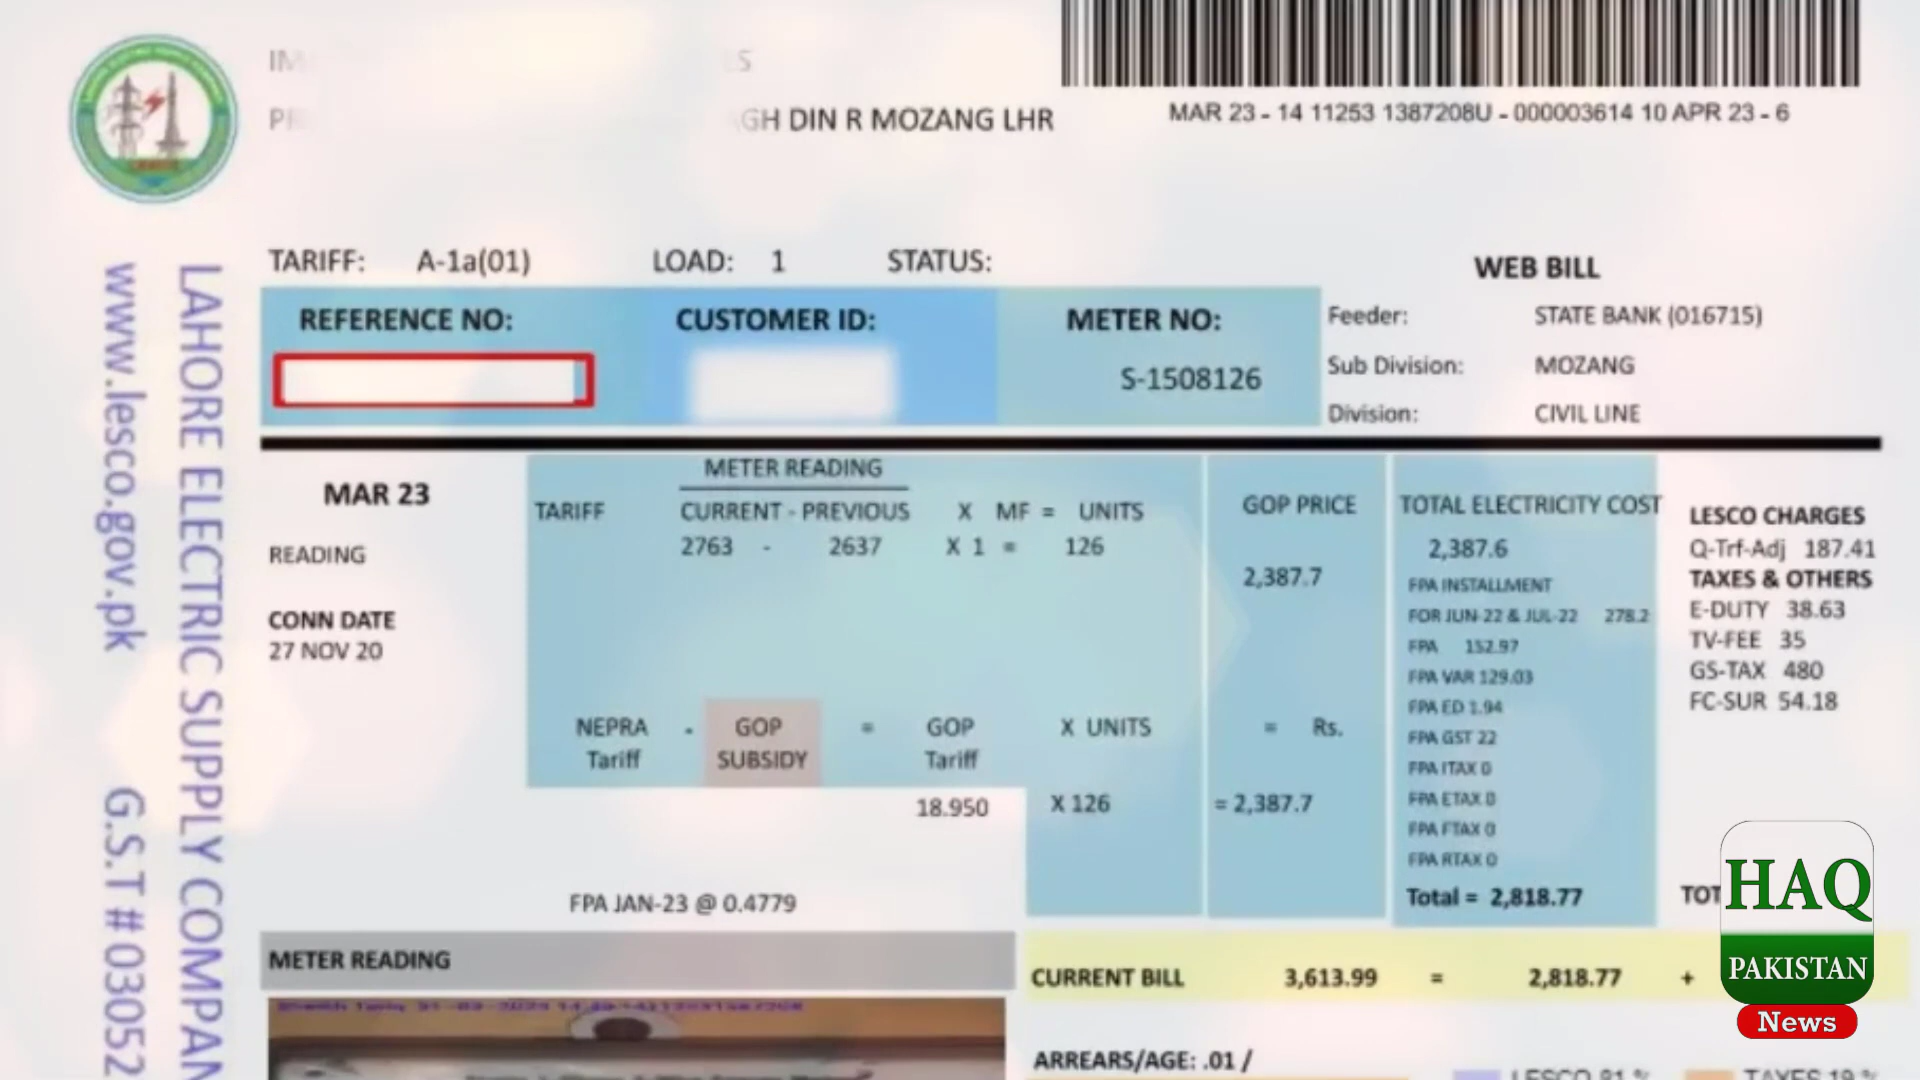 GH DIN R MOZANG LHR
MAR 23 - 14 11253 1387208U - 000003614 10 APR 23 - 6
TARIFF: A-1a(01) LOAD: 1 STATUS:
WEB BILL
REFERENCE NO: CUSTOMER ID: METER NO:
S-1508126
Feeder: STATE BANK (016715)
Sub Division: MOZANG
Division: CIVIL LINE
LAHORE ELECTRIC SUPPLY COMPAN
www.lesco.gov.pk G.S.T # 03052
MAR 23
READING
CONN DATE
27 NOV 20
METER READING
TARIFF CURRENT - PREVIOUS X MF = UNITS
2763 - 2637 X 1 = 126
NEPRA - GOP = GOP X UNITS = Rs.
Tariff SUBSIDY Tariff
18.950 X 126 = 2,387.7
FPA JAN-23 @ 0.4779
GOP PRICE
2,387.7
TOTAL ELECTRICITY COST
2,387.6
FPA INSTALLMENT
FOR JUN-22 & JUL-22 278.2
FPA 152.97
FPA VAR 129.03
FPA ED 1.94
FPA GST 22
FPA ITAX 0
FPA ETAX 0
FPA FTAX 0
FPA RTAX 0
Total = 2,818.77
LESCO CHARGES
Q-Trf-Adj 187.41
TAXES & OTHERS
E-DUTY 38.63
TV-FEE 35
GS-TAX 480
FC-SUR 54.18
TOT
METER READING
CURRENT BILL 3,613.99 = 2,818.77 +
ARREARS/AGE: .01 /
LESCO 81 % TAXES 19 %
HAQ
PAKISTAN
News